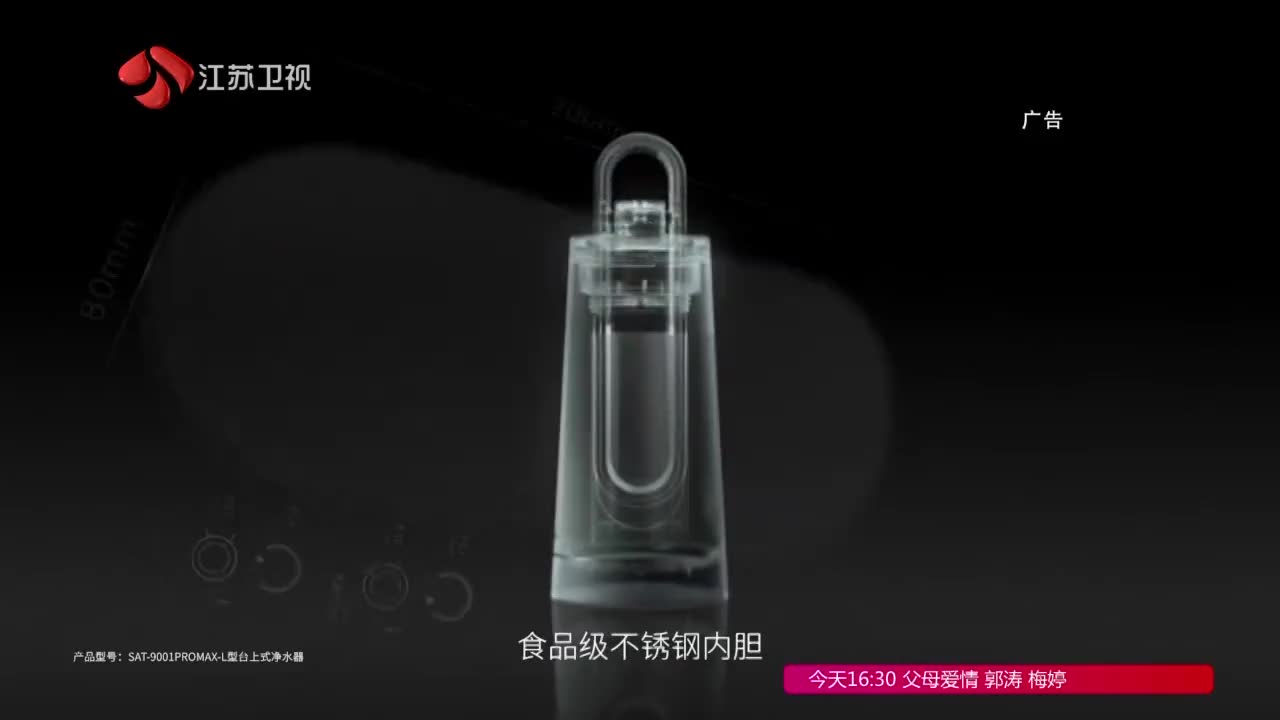 江苏卫视
广告
80mm
产品型号：SAT-9001PROMAX-L型台上式净水器
食品级不锈钢内胆
今天16:30 父母爱情 郭涛 梅婷